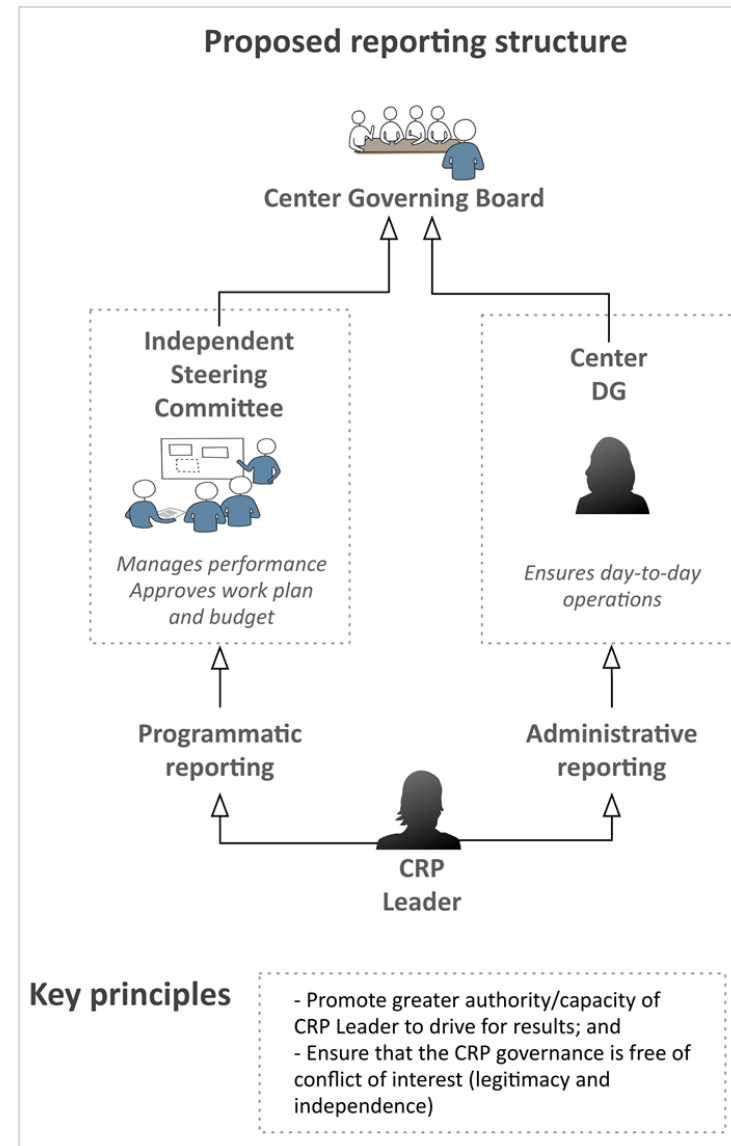 Proposed reporting structure
Center Governing Board
Independent
Steering
Committee
Manages performance
Approves work plan
and budget
Center
DG
Ensures day-to-day
operations
Programmatic
reporting
Administrative
reporting
CRP
Leader
Key principles
- Promote greater authority/capacity of
CRP Leader to drive for results; and
- Ensure that the CRP governance is free of
conflict of interest (legitimacy and
independence)